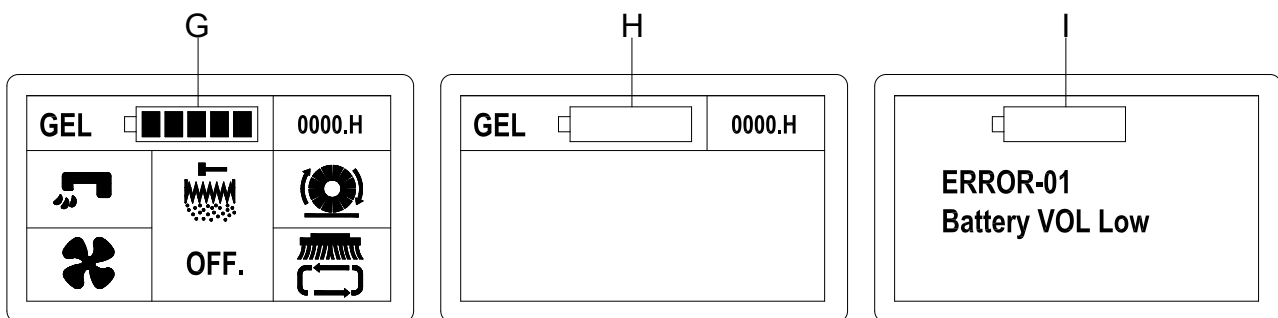 G
H
I
GEL 0000.H
OFF.
GEL 0000.H
ERROR-01
Battery VOL Low